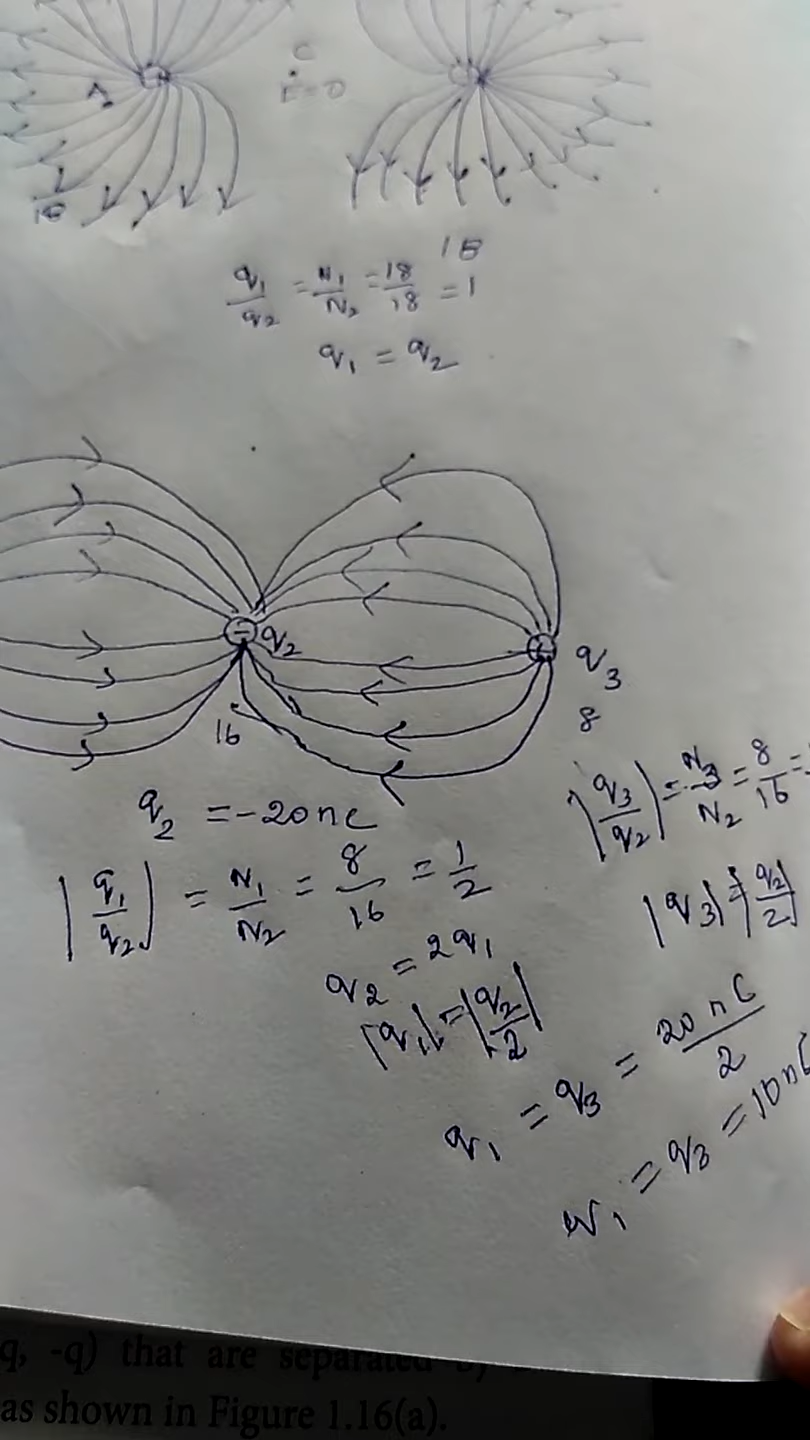 C
A
E=0
18
18
q₁/q₂ = N₁/N₂ = 18/18 = 1
q₁ = q₂
- q₂
+ q₃
16
8
q₂ = -20nC
|q₃/q₂| = N₃/N₂ = 8/16 =
|q₁/q₂| = N₁/N₂ = 8/16 = 1/2
|q₃| = |q₂/2|
q₂ = 2q₁
|q₁| = |q₂/2|
q₁ = q₃ = 20nC/2
q₁ = q₃ = 10nC
q, -q) that are separated
as shown in Figure 1.16(a).